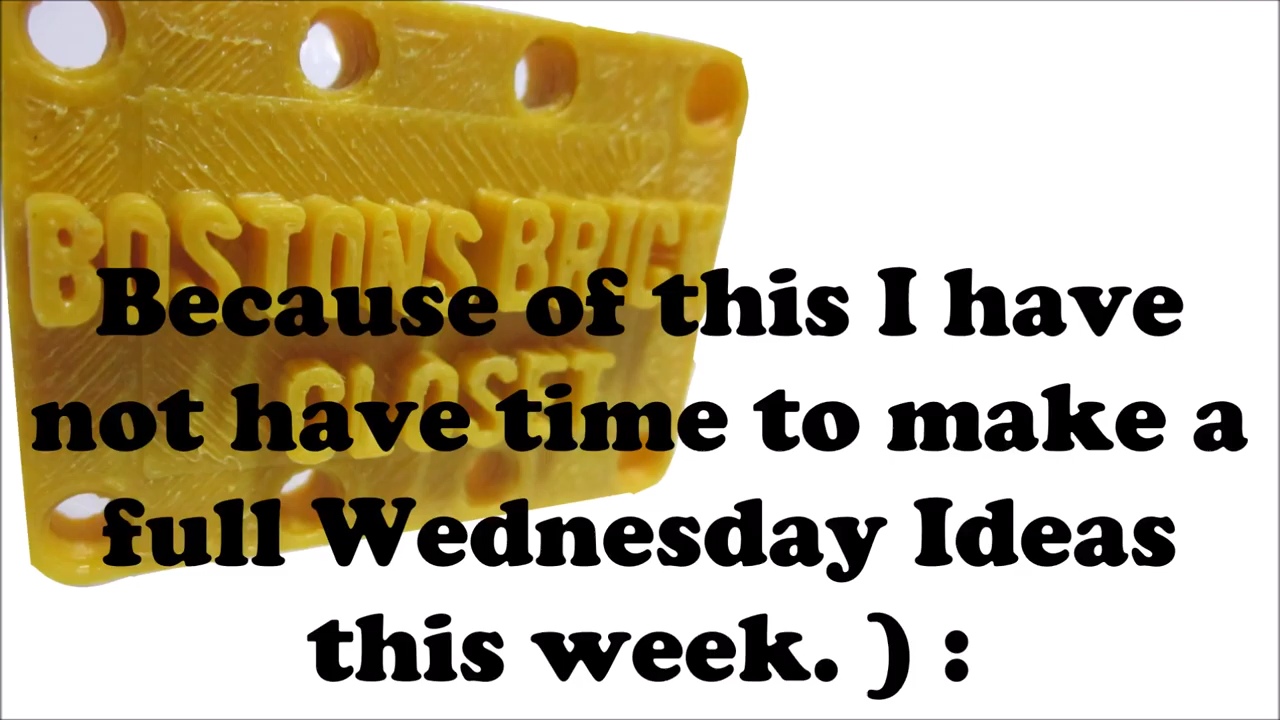 BOSTONS BRICK
CLOSET
Because of this I have
not have time to make a
full Wednesday Ideas
this week. ) :